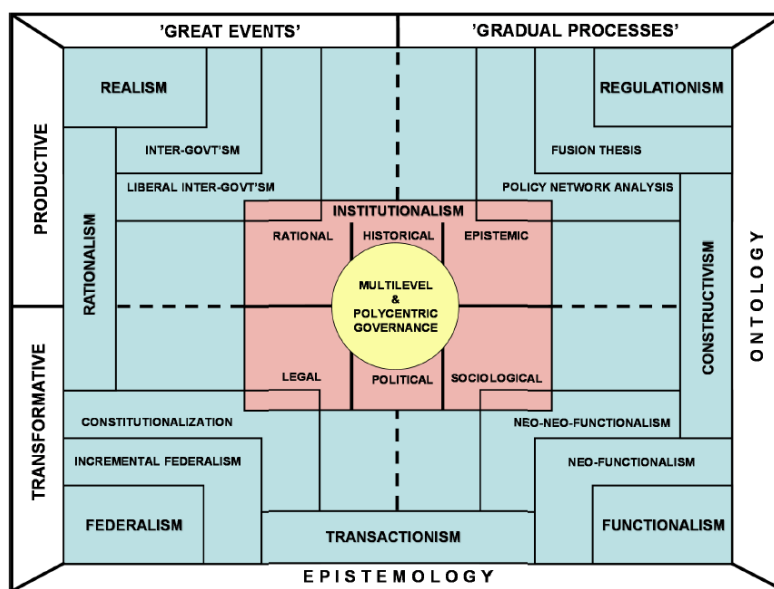 'GREAT EVENTS' 'GRADUAL PROCESSES'
REALISM
REGULATIONISM
INTER-GOVT'SM
FUSION THESIS
LIBERAL INTER-GOVT'SM
POLICY NETWORK ANALYSIS
PRODUCTIVE
RATIONALISM
INSTITUTIONALISM
RATIONAL HISTORICAL EPISTEMIC
MULTILEVEL
&
POLYCENTRIC
GOVERNANCE
LEGAL POLITICAL SOCIOLOGICAL
CONSTRUCTIVISM
ONTOLOGY
TRANSFORMATIVE
CONSTITUTIONALIZATION
NEO-NEO-FUNCTIONALISM
INCREMENTAL FEDERALISM
NEO-FUNCTIONALISM
FEDERALISM
TRANSACTIONISM
FUNCTIONALISM
EPISTEMOLOGY